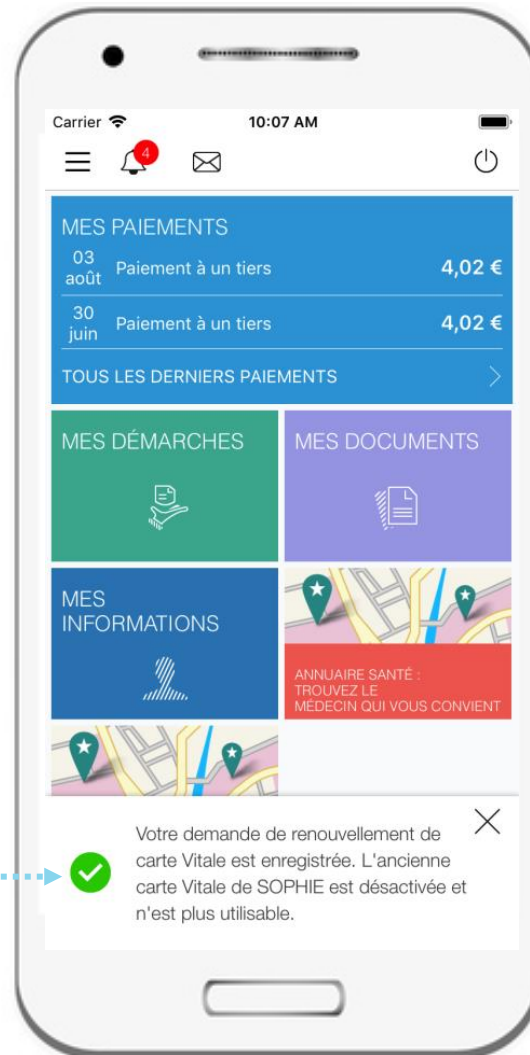 Carrier 10:07 AM
4
MES PAIEMENTS
03
août Paiement à un tiers 4,02 €
30
juin Paiement à un tiers 4,02 €
TOUS LES DERNIERS PAIEMENTS
MES DÉMARCHES
MES DOCUMENTS
MES
INFORMATIONS
ANNUAIRE SANTÉ :
TROUVEZ LE
MÉDECIN QUI VOUS CONVIENT
Votre demande de renouvellement de
carte Vitale est enregistrée. L'ancienne
carte Vitale de SOPHIE est désactivée et
n'est plus utilisable.